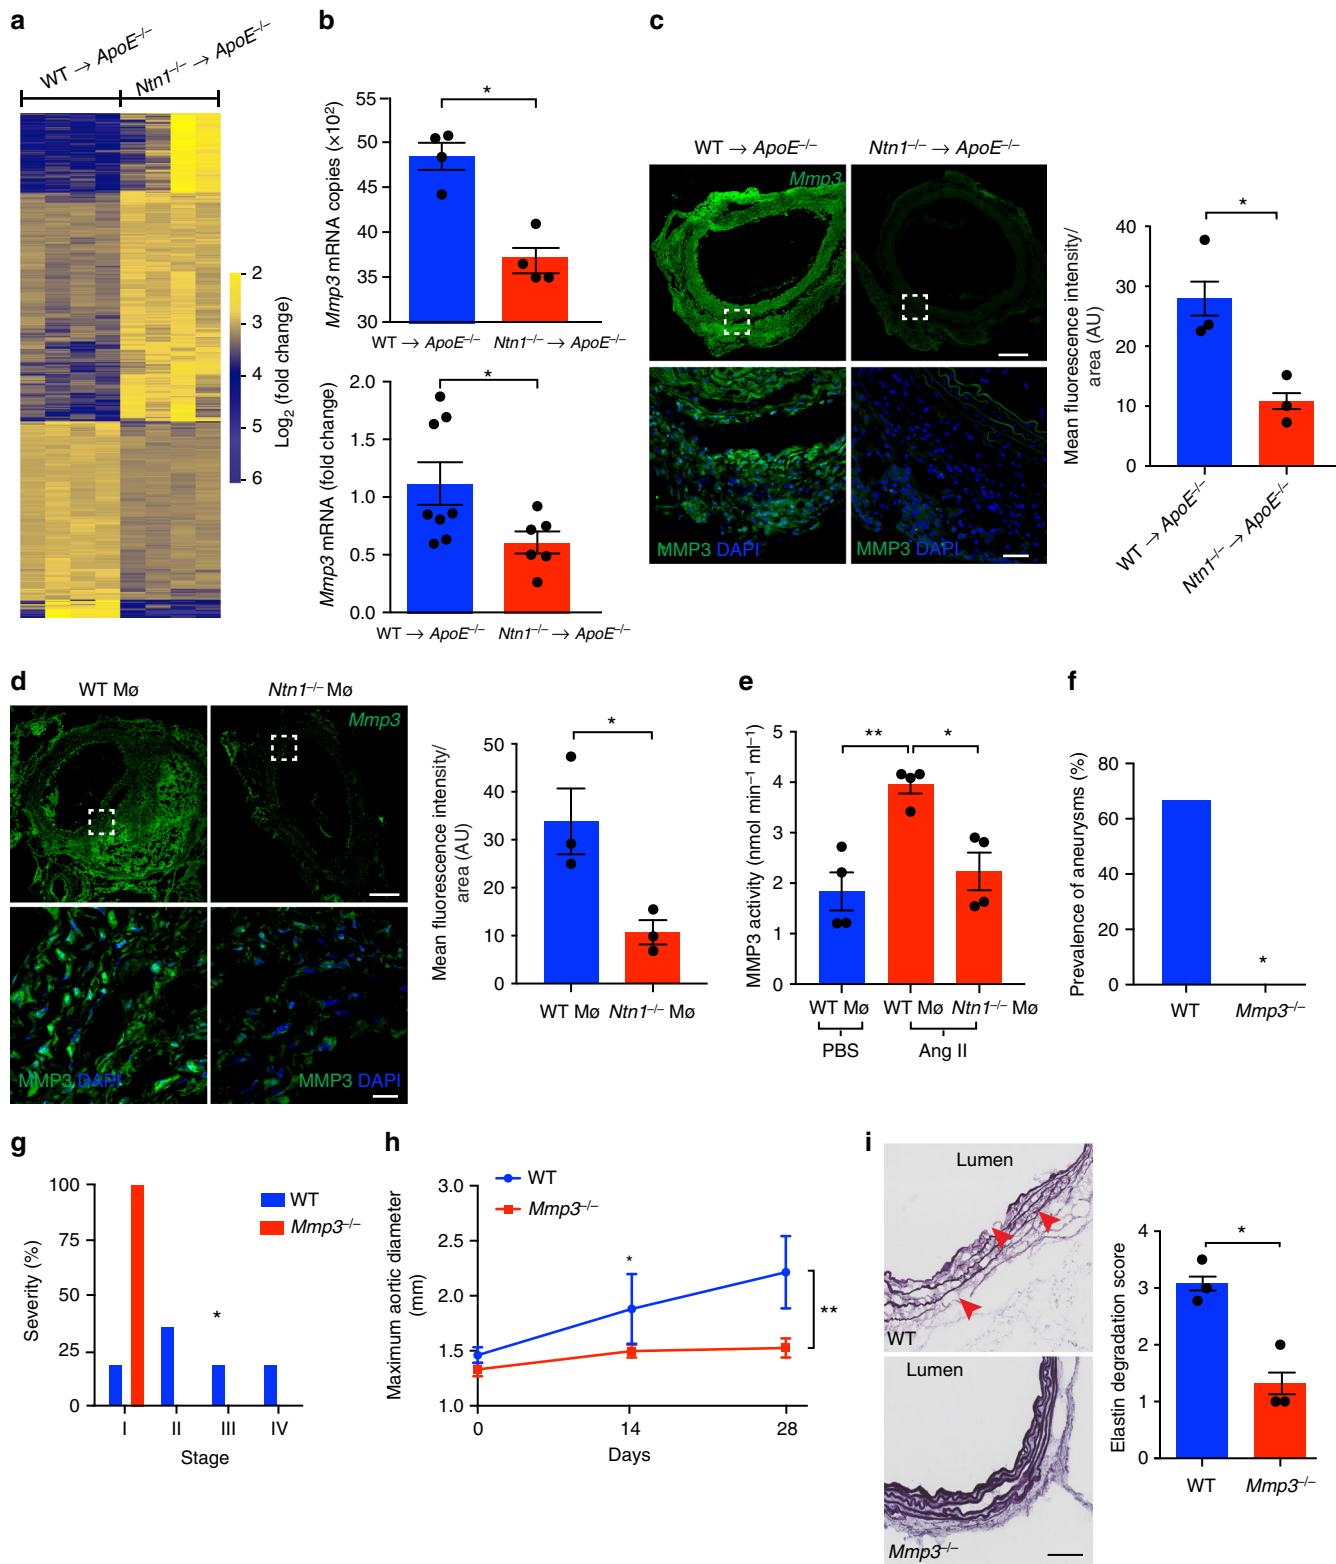 a
WT → ApoE–/–
Ntn1–/– → ApoE–/–
2
3
4
5
6
Log2 (fold change)
b
Mmp3 mRNA copies (×10²)
55
50
40
35
30
*
WT → ApoE–/–
Ntn1–/– → ApoE–/–
Mmp3 mRNA (fold change)
2.0
1.5
1.0
0.5
0.0
*
WT → ApoE–/–
Ntn1–/– → ApoE–/–
c
WT → ApoE–/–
Ntn1–/– → ApoE–/–
Mmp3
MMP3 DAPI
MMP3 DAPI
Mean fluorescence intensity/
area (AU)
40
30
20
10
0
*
WT → ApoE–/–
Ntn1–/– → ApoE–/–
d
WT Mø
Ntn1–/– Mø
Mmp3
MMP3 DAPI
MMP3 DAPI
Mean fluorescence intensity/
area (AU)
50
40
30
20
10
0
*
WT Mø
Ntn1–/– Mø
e
MMP3 activity (nmol min–1 ml–1)
5
4
3
2
1
0
**
*
WT Mø
WT Mø
Ntn1–/– Mø
PBS
Ang II
f
Prevalence of aneurysms (%)
80
60
40
20
0
*
WT
Mmp3–/–
g
Severity (%)
100
75
50
25
0
WT
Mmp3–/–
*
I
II
III
IV
Stage
h
Maximum aortic diameter
(mm)
3.0
2.5
2.0
1.5
1.0
WT
Mmp3–/–
*
**
0
14
28
Days
i
Lumen
WT
Lumen
Mmp3–/–
Elastin degradation score
4
3
2
1
0
*
WT
Mmp3–/–